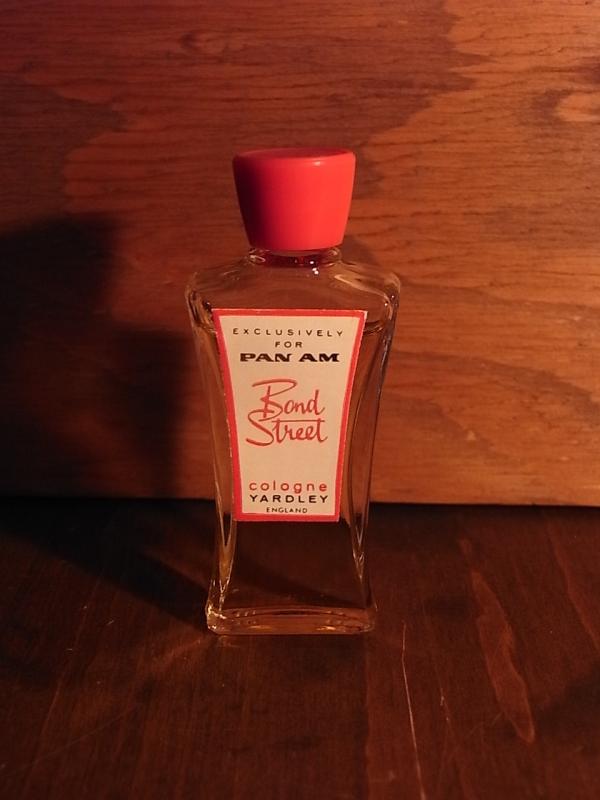 EXCLUSIVELY
FOR
PAN AM
Bond
Street
cologne
YARDLEY
ENGLAND